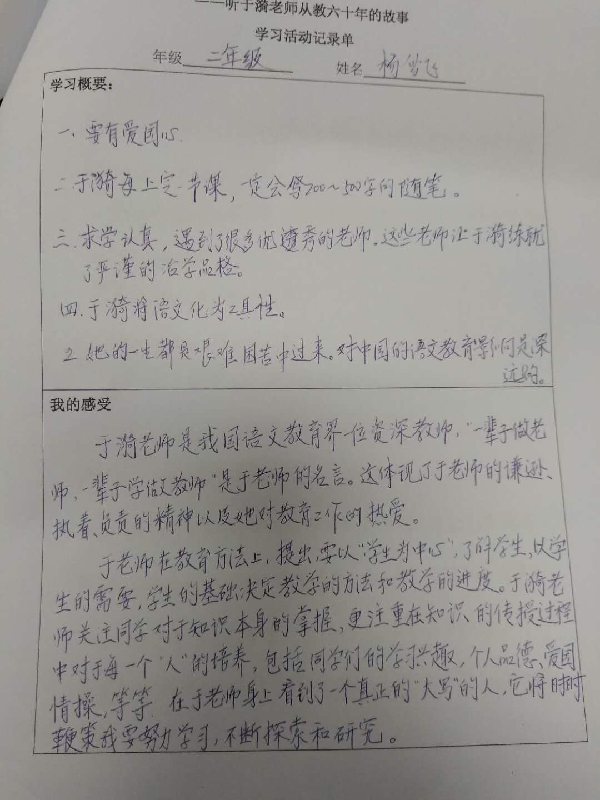 ——听于漪老师从教六十年的故事
学习活动记录单
年级 二年级 姓名 杨 飞
学习概要:
一、要有爱国心.
二.于漪每上完一节课,一定会写300~500字的随笔。
三.求学认真,遇到了很多优秀的老师。这些老师让于漪练就
了严谨的治学品格。
四.于漪将语文化为工具性。
她的一生都是艰难困苦中过来。对中国的语文教育影响是深
远的。
我的感受
于漪老师是我国语文教育界一位资深教师,“一辈子做老
师,一辈子学做教师”是于老师的名言。这体现了于老师的谦逊、
执着、负责的精神以及她对教育工作的热爱。
于老师在教育方法上,提出,要以“学生为中心”,了解学生,以学
生的需要,学生的基础决定教学的方法和教学的进度。于漪老
师关注同学对于知识本身的掌握,更注重在知识的传授过程
中对于每一个“人”的培养,包括同学们的学习兴趣,个人品德、爱国
情操,等等.在于老师身上看到了一个真正的“大写”的人,它将时时
鞭策我要努力学习,不断探索和研究。